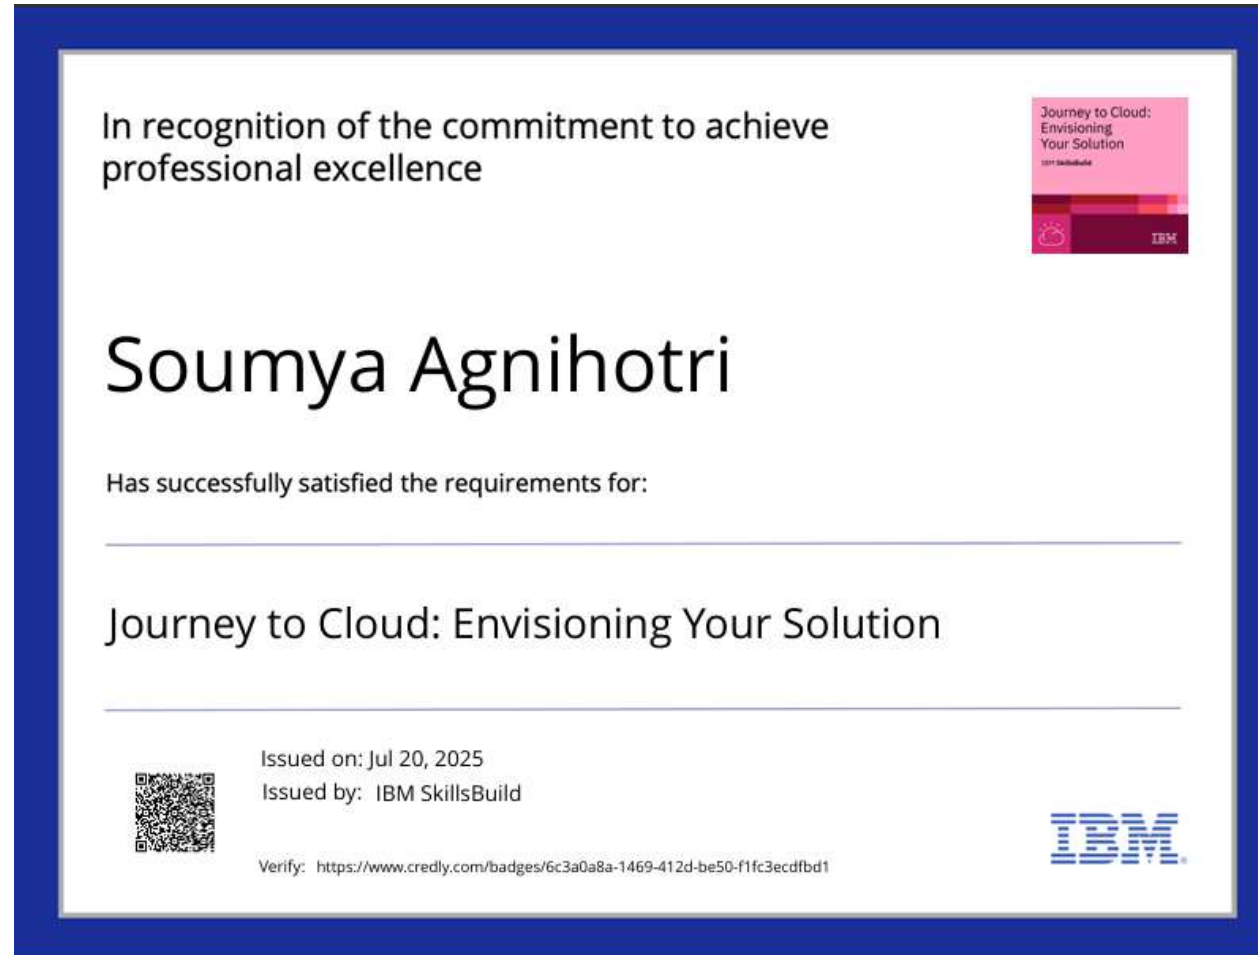 In recognition of the commitment to achieve
professional excellence
Journey to Cloud:
Envisioning
Your Solution
IBM SkillsBuild
IBM
Soumya Agnihotri
Has successfully satisfied the requirements for:
Journey to Cloud: Envisioning Your Solution
Issued on: Jul 20, 2025
Issued by: IBM SkillsBuild
Verify: https://www.credly.com/badges/6c3a0a8a-1469-412d-be50-f1fc3ecdfbd1
IBM